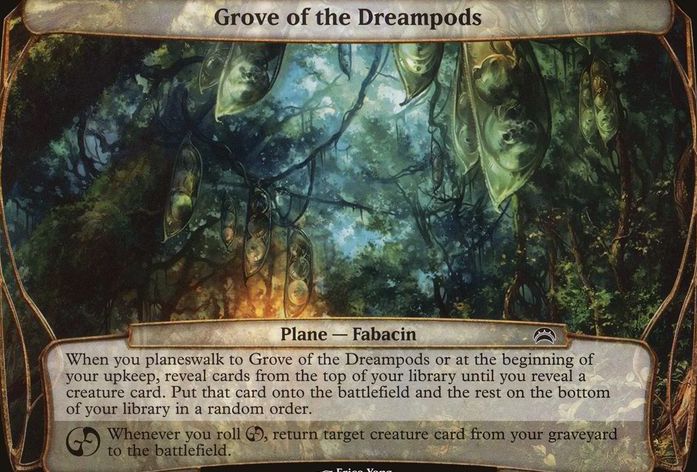 Grove of the Dreampods
Plane — Fabacin
When you planeswalk to Grove of the Dreampods or at the beginning of
your upkeep, reveal cards from the top of your library until you reveal a
creature card. Put that card onto the battlefield and the rest on the bottom
of your library in a random order.
Whenever you roll , return target creature card from your graveyard
to the battlefield.